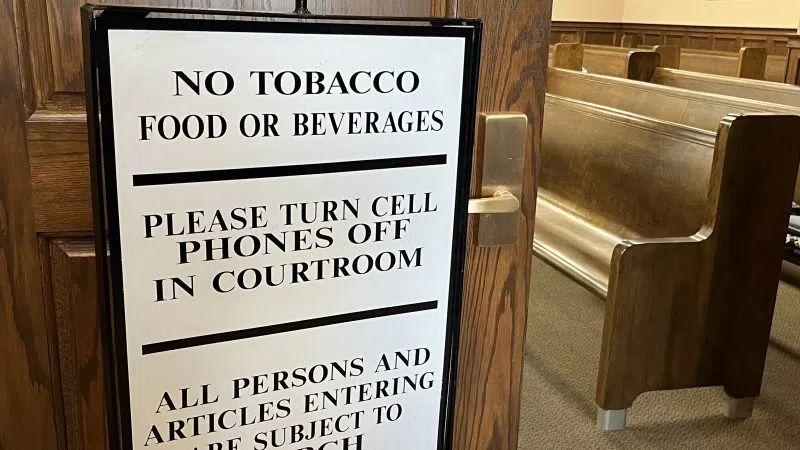 NO TOBACCO
FOOD OR BEVERAGES
PLEASE TURN CELL
PHONES OFF
IN COURTROOM
ALL PERSONS AND
ARTICLES ENTERING
ARE SUBJECT TO